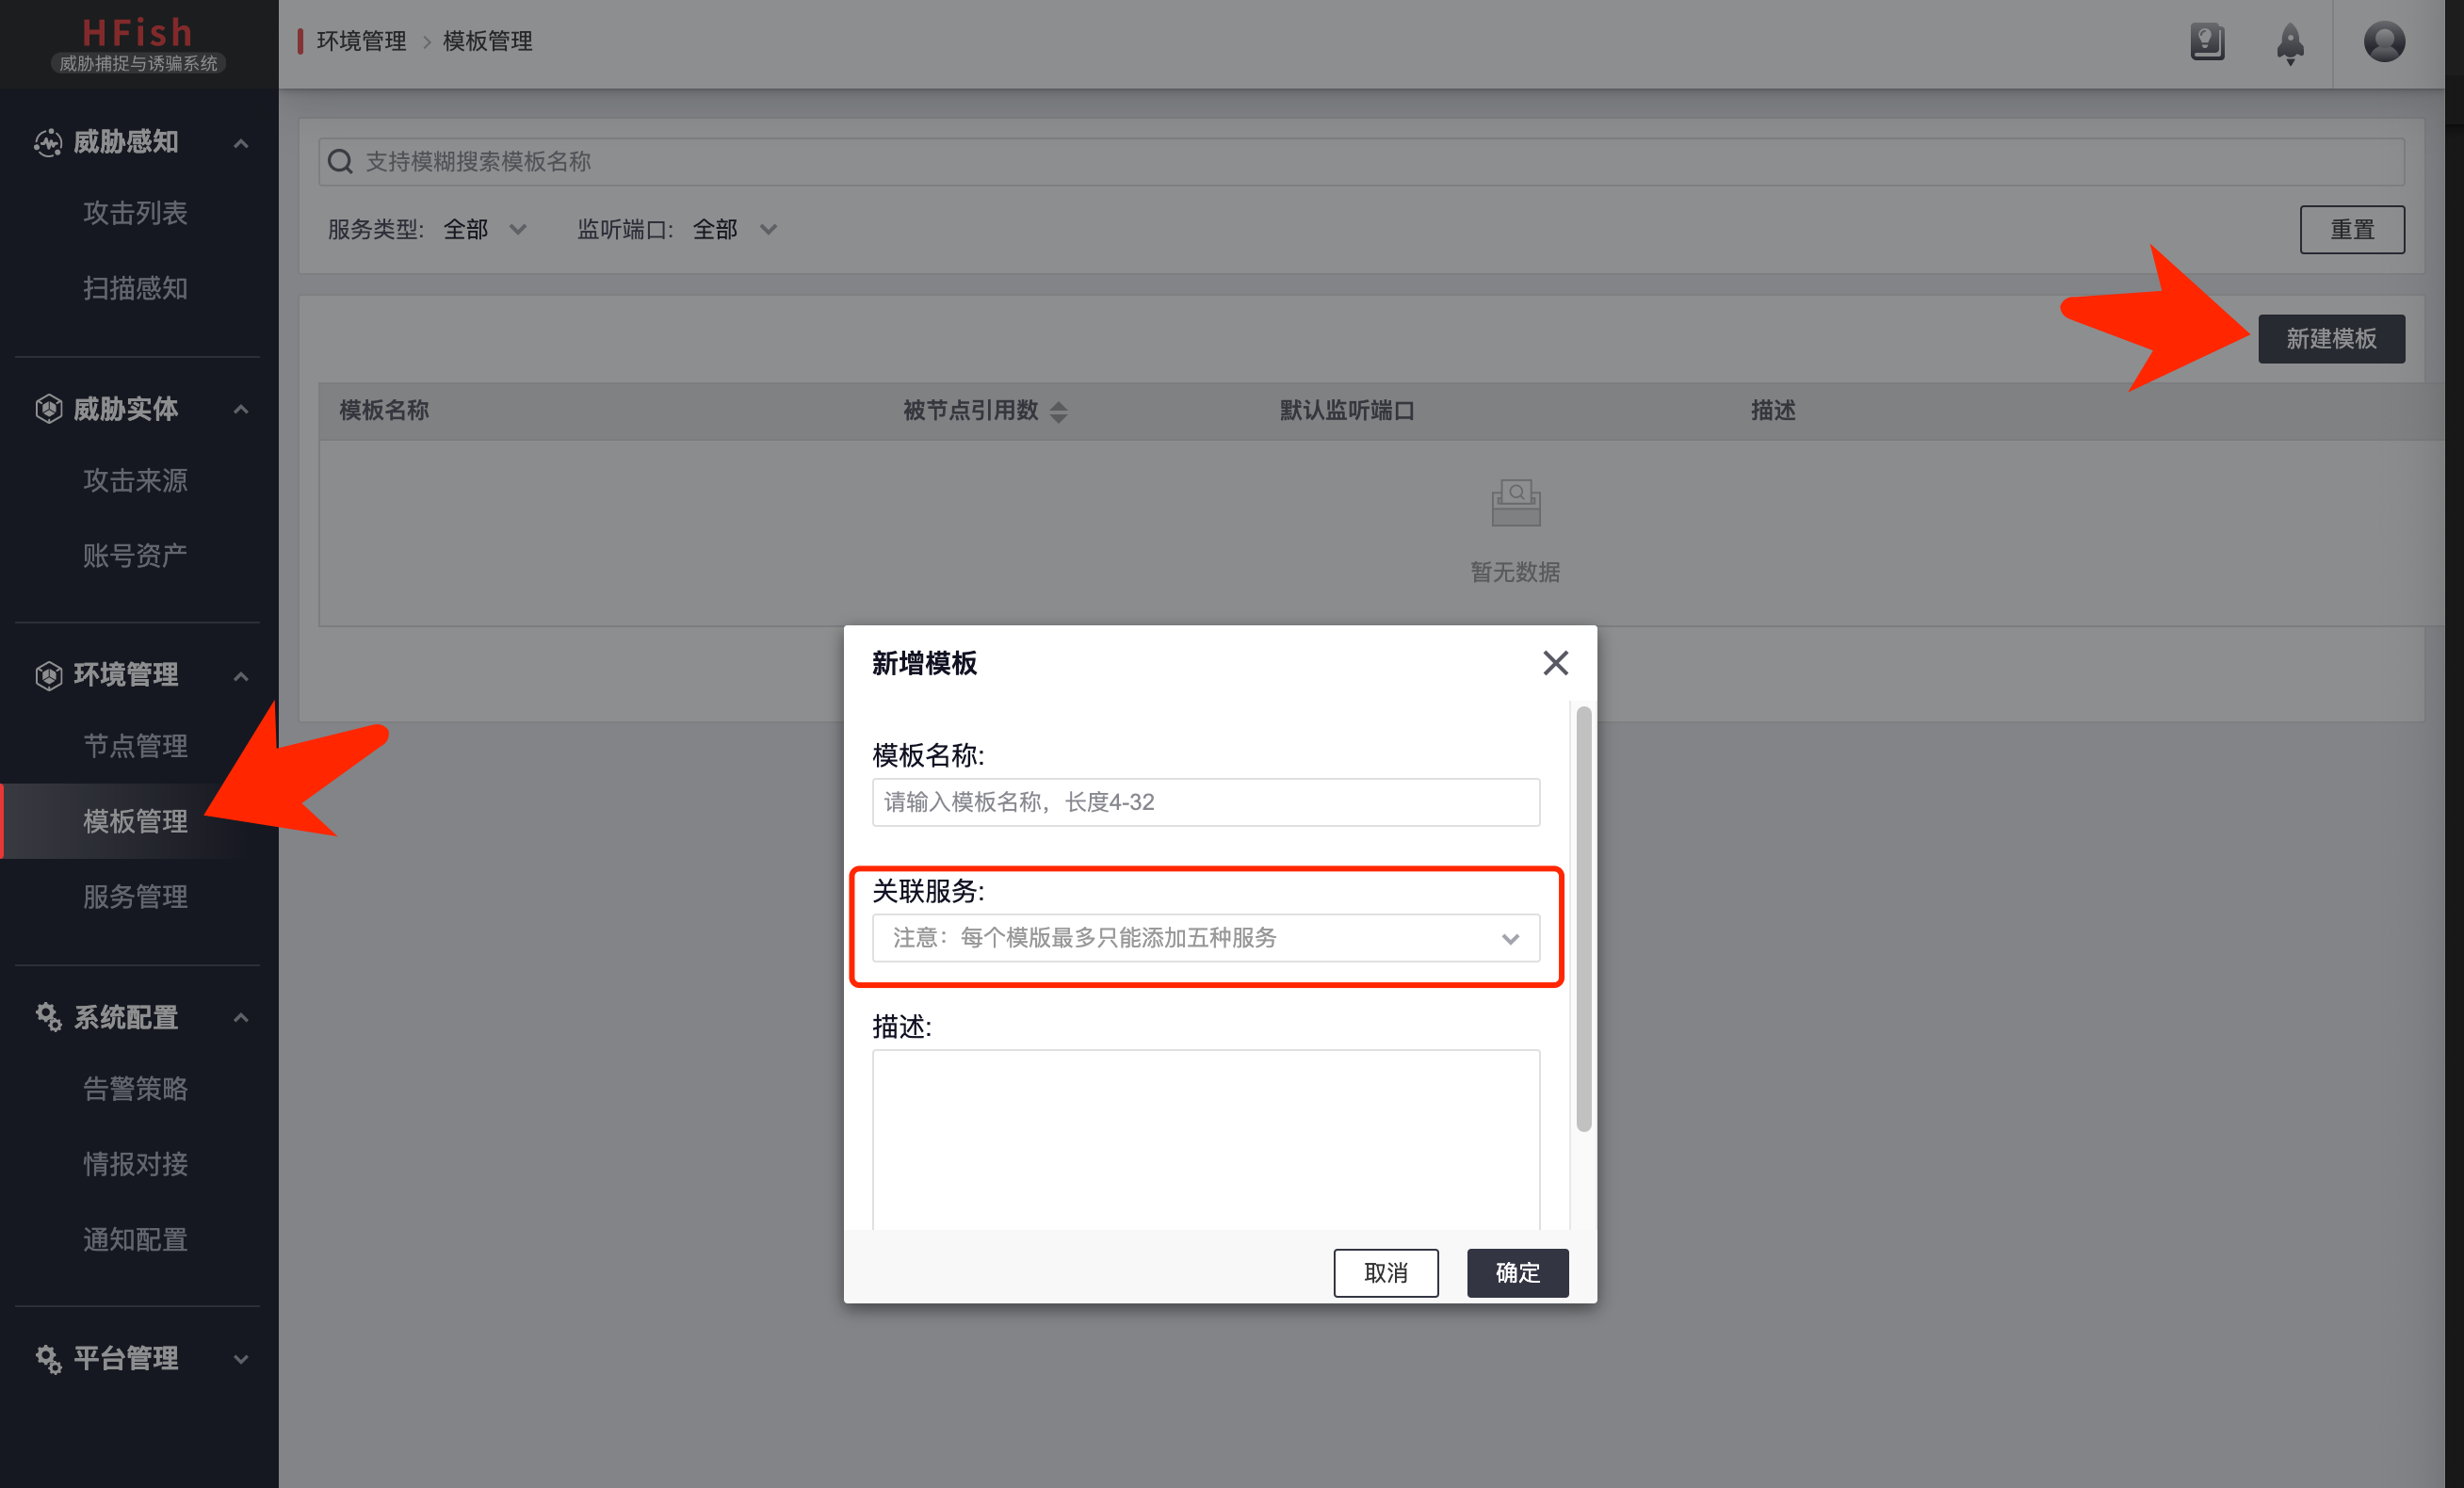 HFish
威胁捕捉与诱骗系统
威胁感知
攻击列表
扫描感知
威胁实体
攻击来源
账号资产
环境管理
节点管理
模板管理
服务管理
系统配置
告警策略
情报对接
通知配置
平台管理
环境管理 > 模板管理
支持模糊搜索模板名称
服务类型: 全部 监听端口: 全部
重置
新建模板
模板名称 被节点引用数 默认监听端口 描述
暂无数据
新增模板
模板名称:
请输入模板名称，长度4-32
关联服务:
注意：每个模版最多只能添加五种服务
描述:
取消 确定